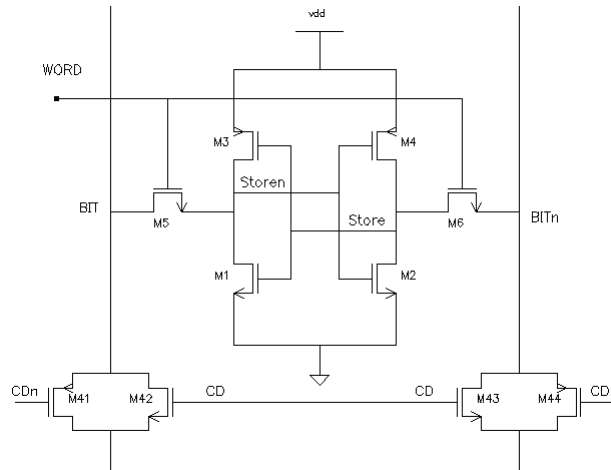 vdd
WORD
M3
M4
Storen
BIT
Store
BITn
M5
M6
M1
M2
CDn
M41
M42
CD
CD
M43
M44
CD